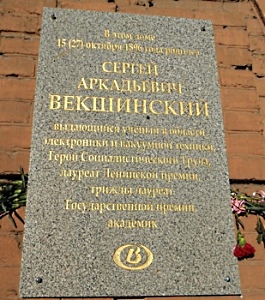 В этом доме
15 (27) октября 1896 года родился
СЕРГЕЙ
АРКАДЬЕВИЧ
ВЕКШИНСКИЙ
выдающийся учёный в области
электроники и вакуумной техники,
Герой Социалистического Труда,
лауреат Ленинской премии,
трижды лауреат
Государственной премии,
академик
В